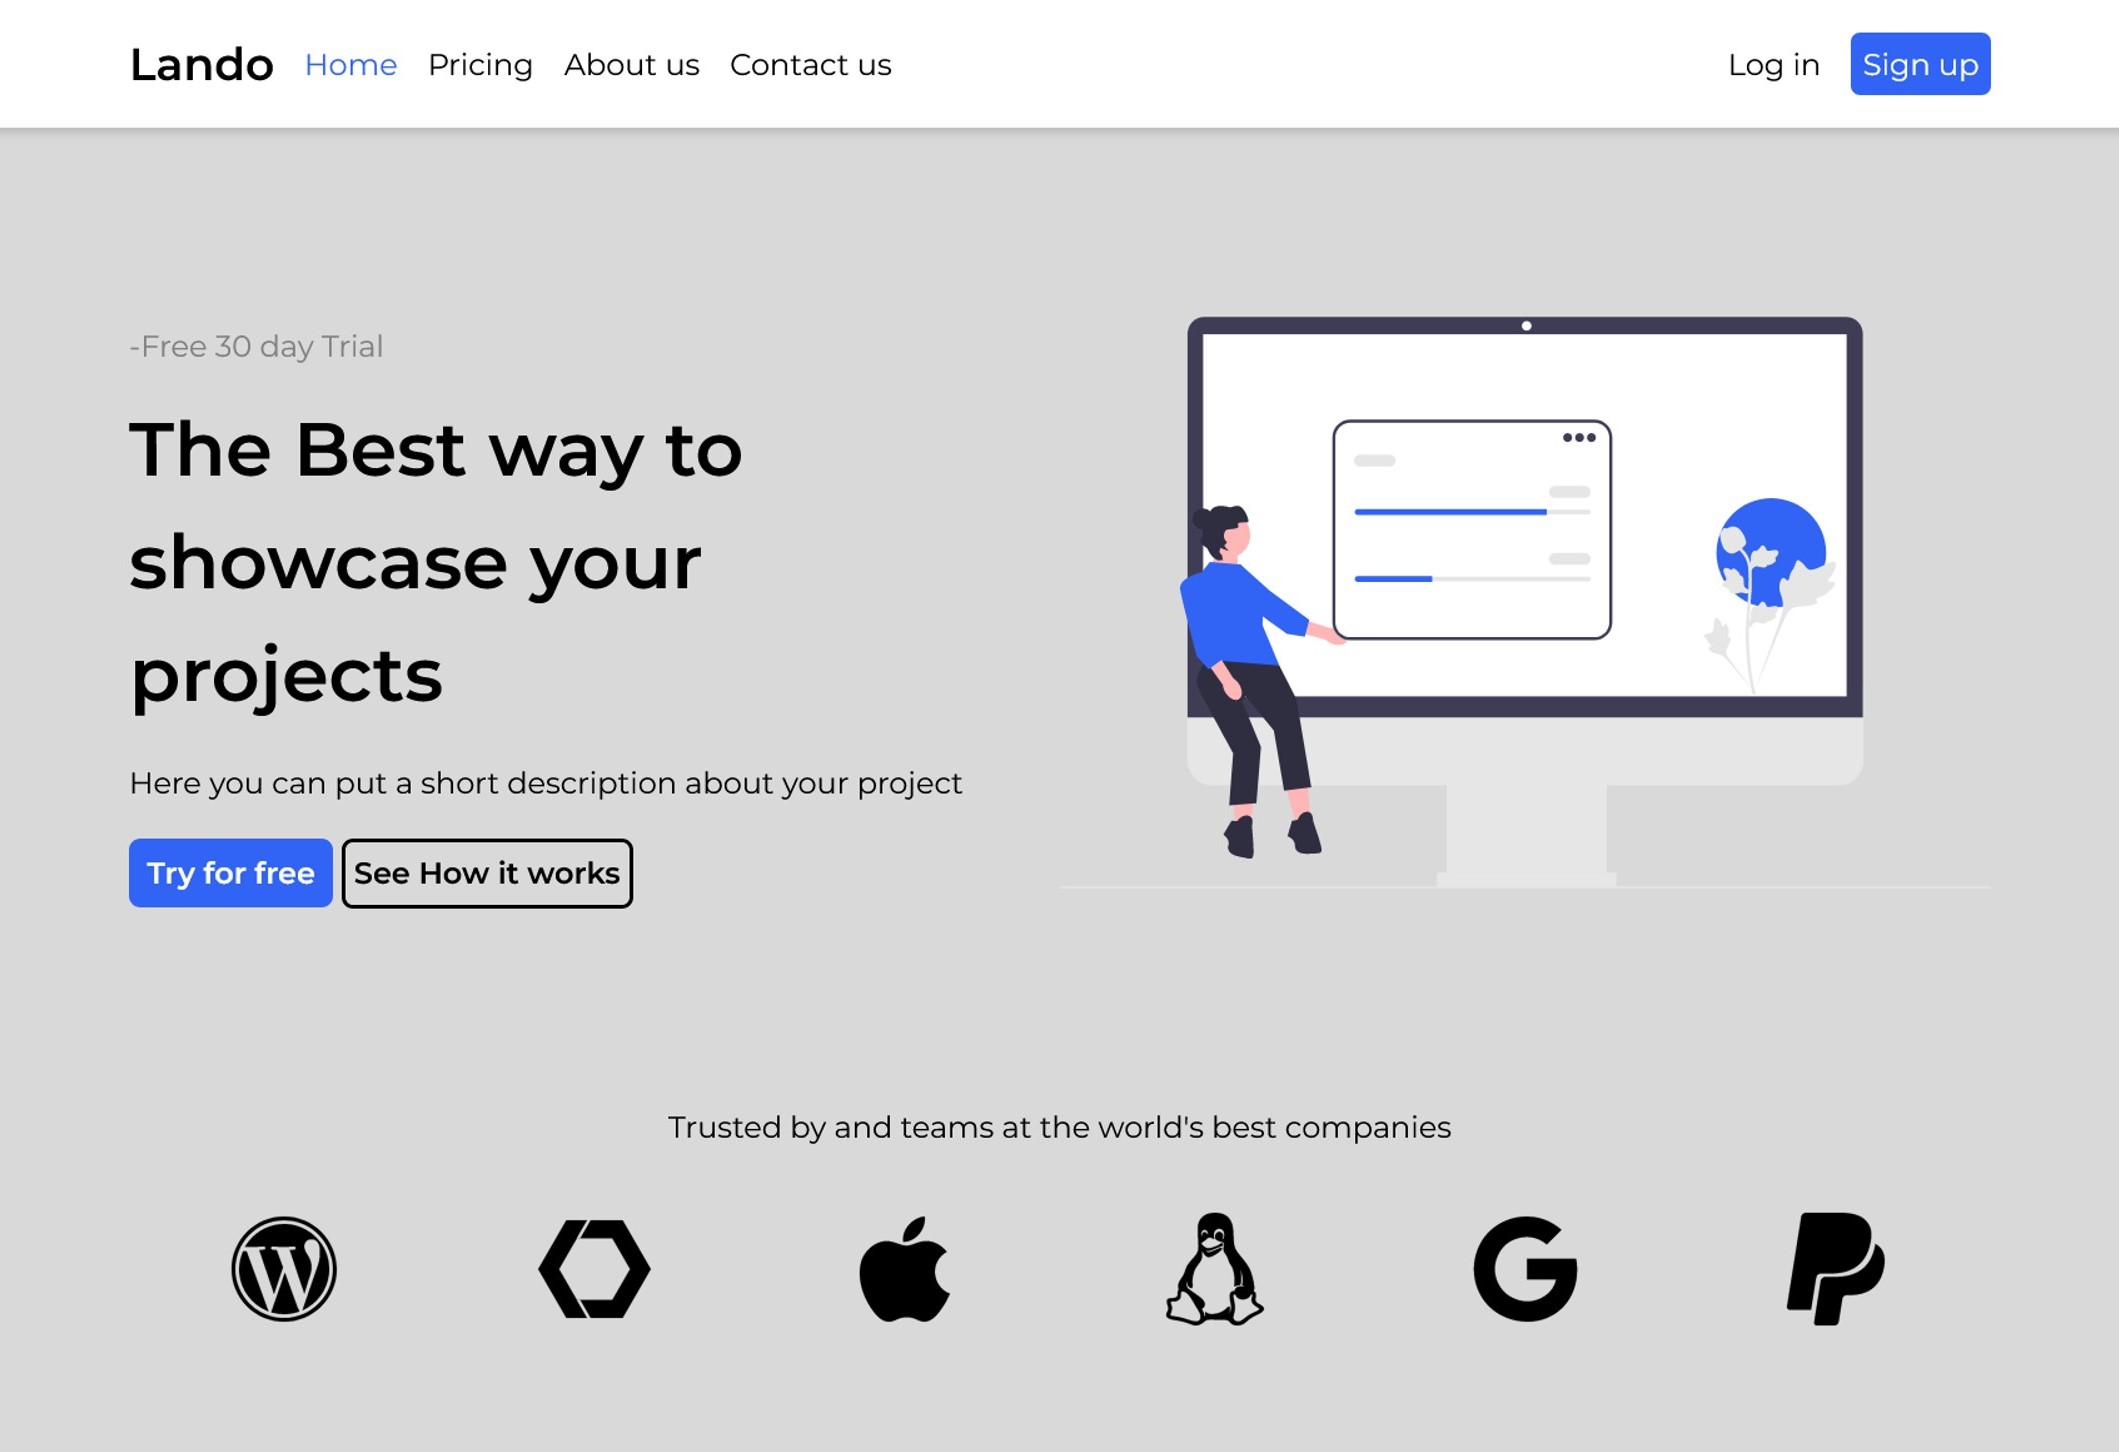 Lando Home Pricing About us Contact us Log in Sign up
-Free 30 day Trial
The Best way to
showcase your
projects
Here you can put a short description about your project
Try for free See How it works
Trusted by and teams at the world's best companies